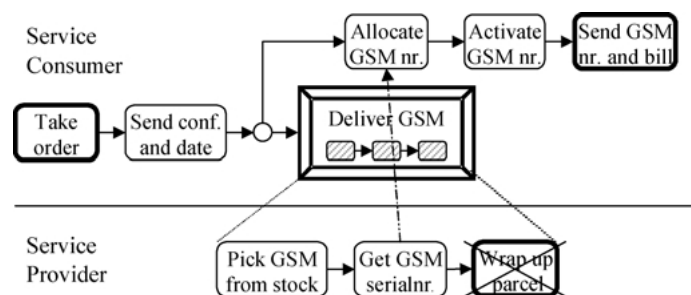 Service
Consumer
Allocate
GSM nr.
Activate
GSM nr.
Send GSM
nr. and bill
Take
order
Send conf.
and date
Deliver GSM
Service
Provider
Pick GSM
from stock
Get GSM
serialnr.
Wrap up
parcel